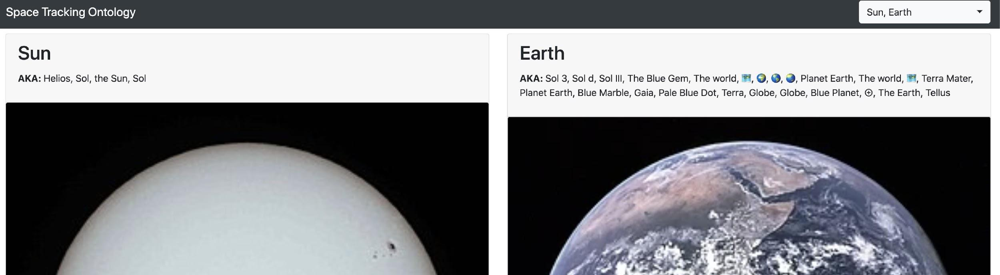 Space Tracking Ontology
Sun, Earth
Sun
AKA: Helios, Sol, the Sun, Sol
Earth
AKA: Sol 3, Sol d, Sol III, The Blue Gem, The world, 🗺️, 🌍, 🌎, 🌏, Planet Earth, The world, 🗺️, Terra Mater,
Planet Earth, Blue Marble, Gaia, Pale Blue Dot, Terra, Globe, Globe, Blue Planet, ⊕, The Earth, Tellus